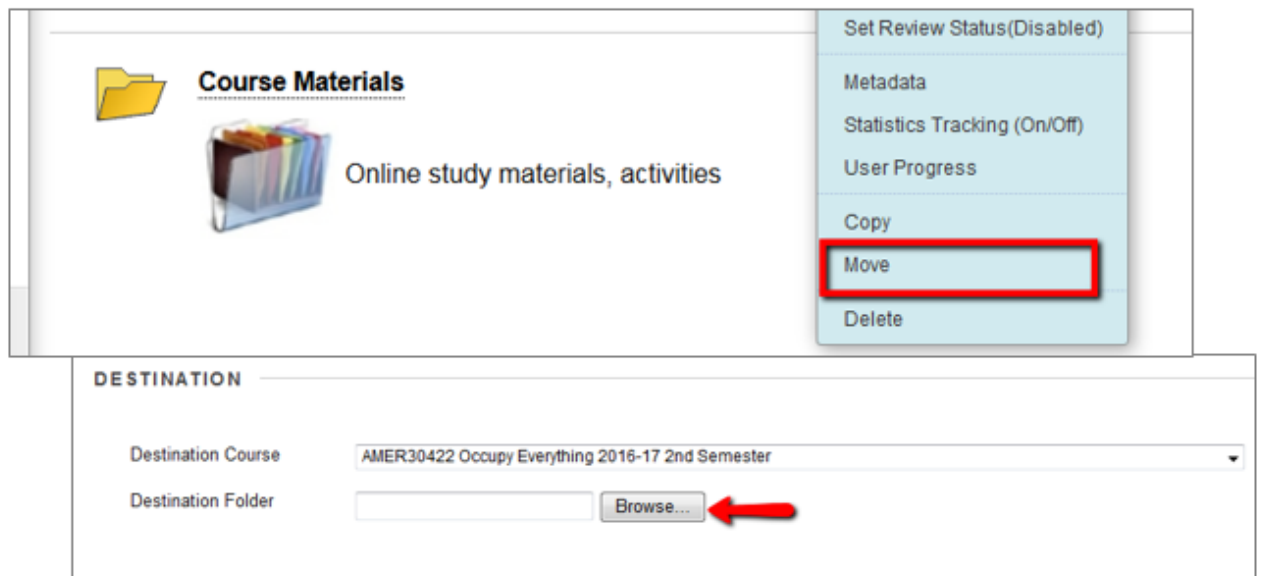 Set Review Status(Disabled)
Course Materials
Metadata
Statistics Tracking (On/Off)
Online study materials, activities
User Progress
Copy
Move
Delete
DESTINATION
Destination Course AMER30422 Occupy Everything 2016-17 2nd Semester
Destination Folder Browse...